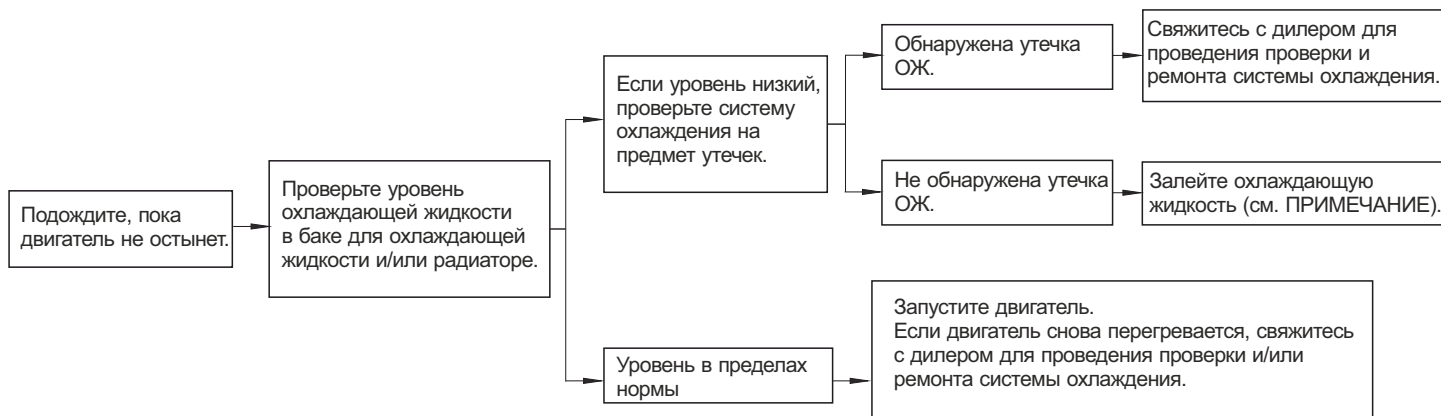 Подождите, пока
двигатель не остынет.
Проверьте уровень
охлаждающей жидкости
в баке для охлаждающей
жидкости и/или радиаторе.
Если уровень низкий,
проверьте систему
охлаждения на
предмет утечек.
Обнаружена утечка
ОЖ.
Свяжитесь с дилером для
проведения проверки и
ремонта системы охлаждения.
Не обнаружена утечка
ОЖ.
Залейте охлаждающую
жидкость (см. ПРИМЕЧАНИЕ).
Уровень в пределах
нормы
Запустите двигатель.
Если двигатель снова перегревается, свяжитесь
с дилером для проведения проверки и/или
ремонта системы охлаждения.